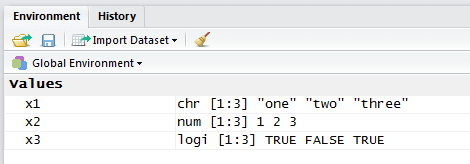 Environment History
Import Dataset
Global Environment
Values
x1 chr [1:3] "one" "two" "three"
x2 num [1:3] 1 2 3
x3 logi [1:3] TRUE FALSE TRUE